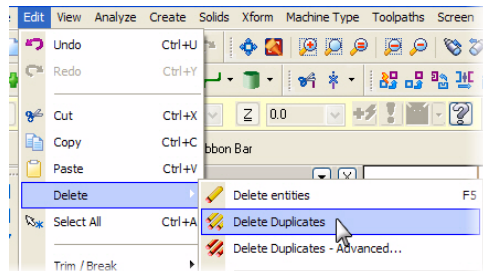 Edit View Analyze Create Solids Xform Machine Type Toolpaths Screen
Undo Ctrl+U
Redo Ctrl+Y
Cut Ctrl+X Z 0.0
Copy Ctrl+C bbon Bar
Paste Ctrl+V
Delete Delete entities F5
Select All Ctrl+A Delete Duplicates
Delete Duplicates - Advanced...
Trim / Break